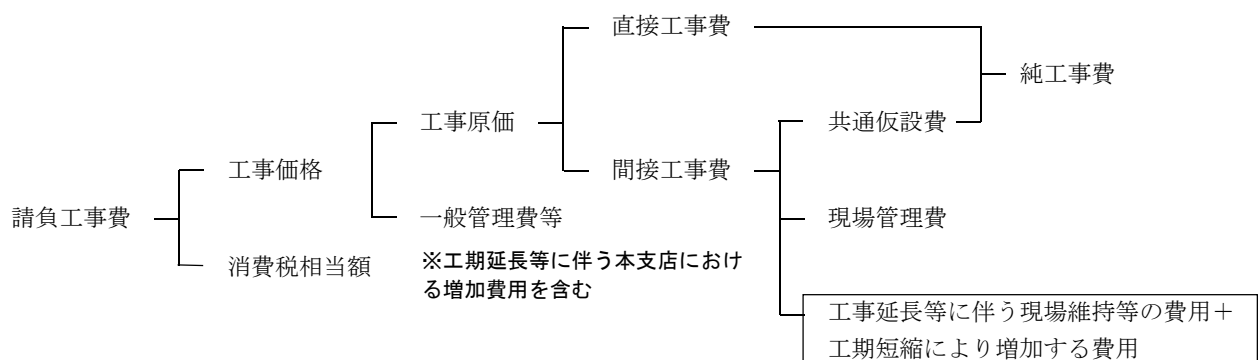 直接工事費
純工事費
工事原価
共通仮設費
工事価格
間接工事費
請負工事費
一般管理費等
現場管理費
消費税相当額
※工期延長等に伴う本支店におけ
る増加費用を含む
工事延長等に伴う現場維持等の費用＋
工期短縮により増加する費用